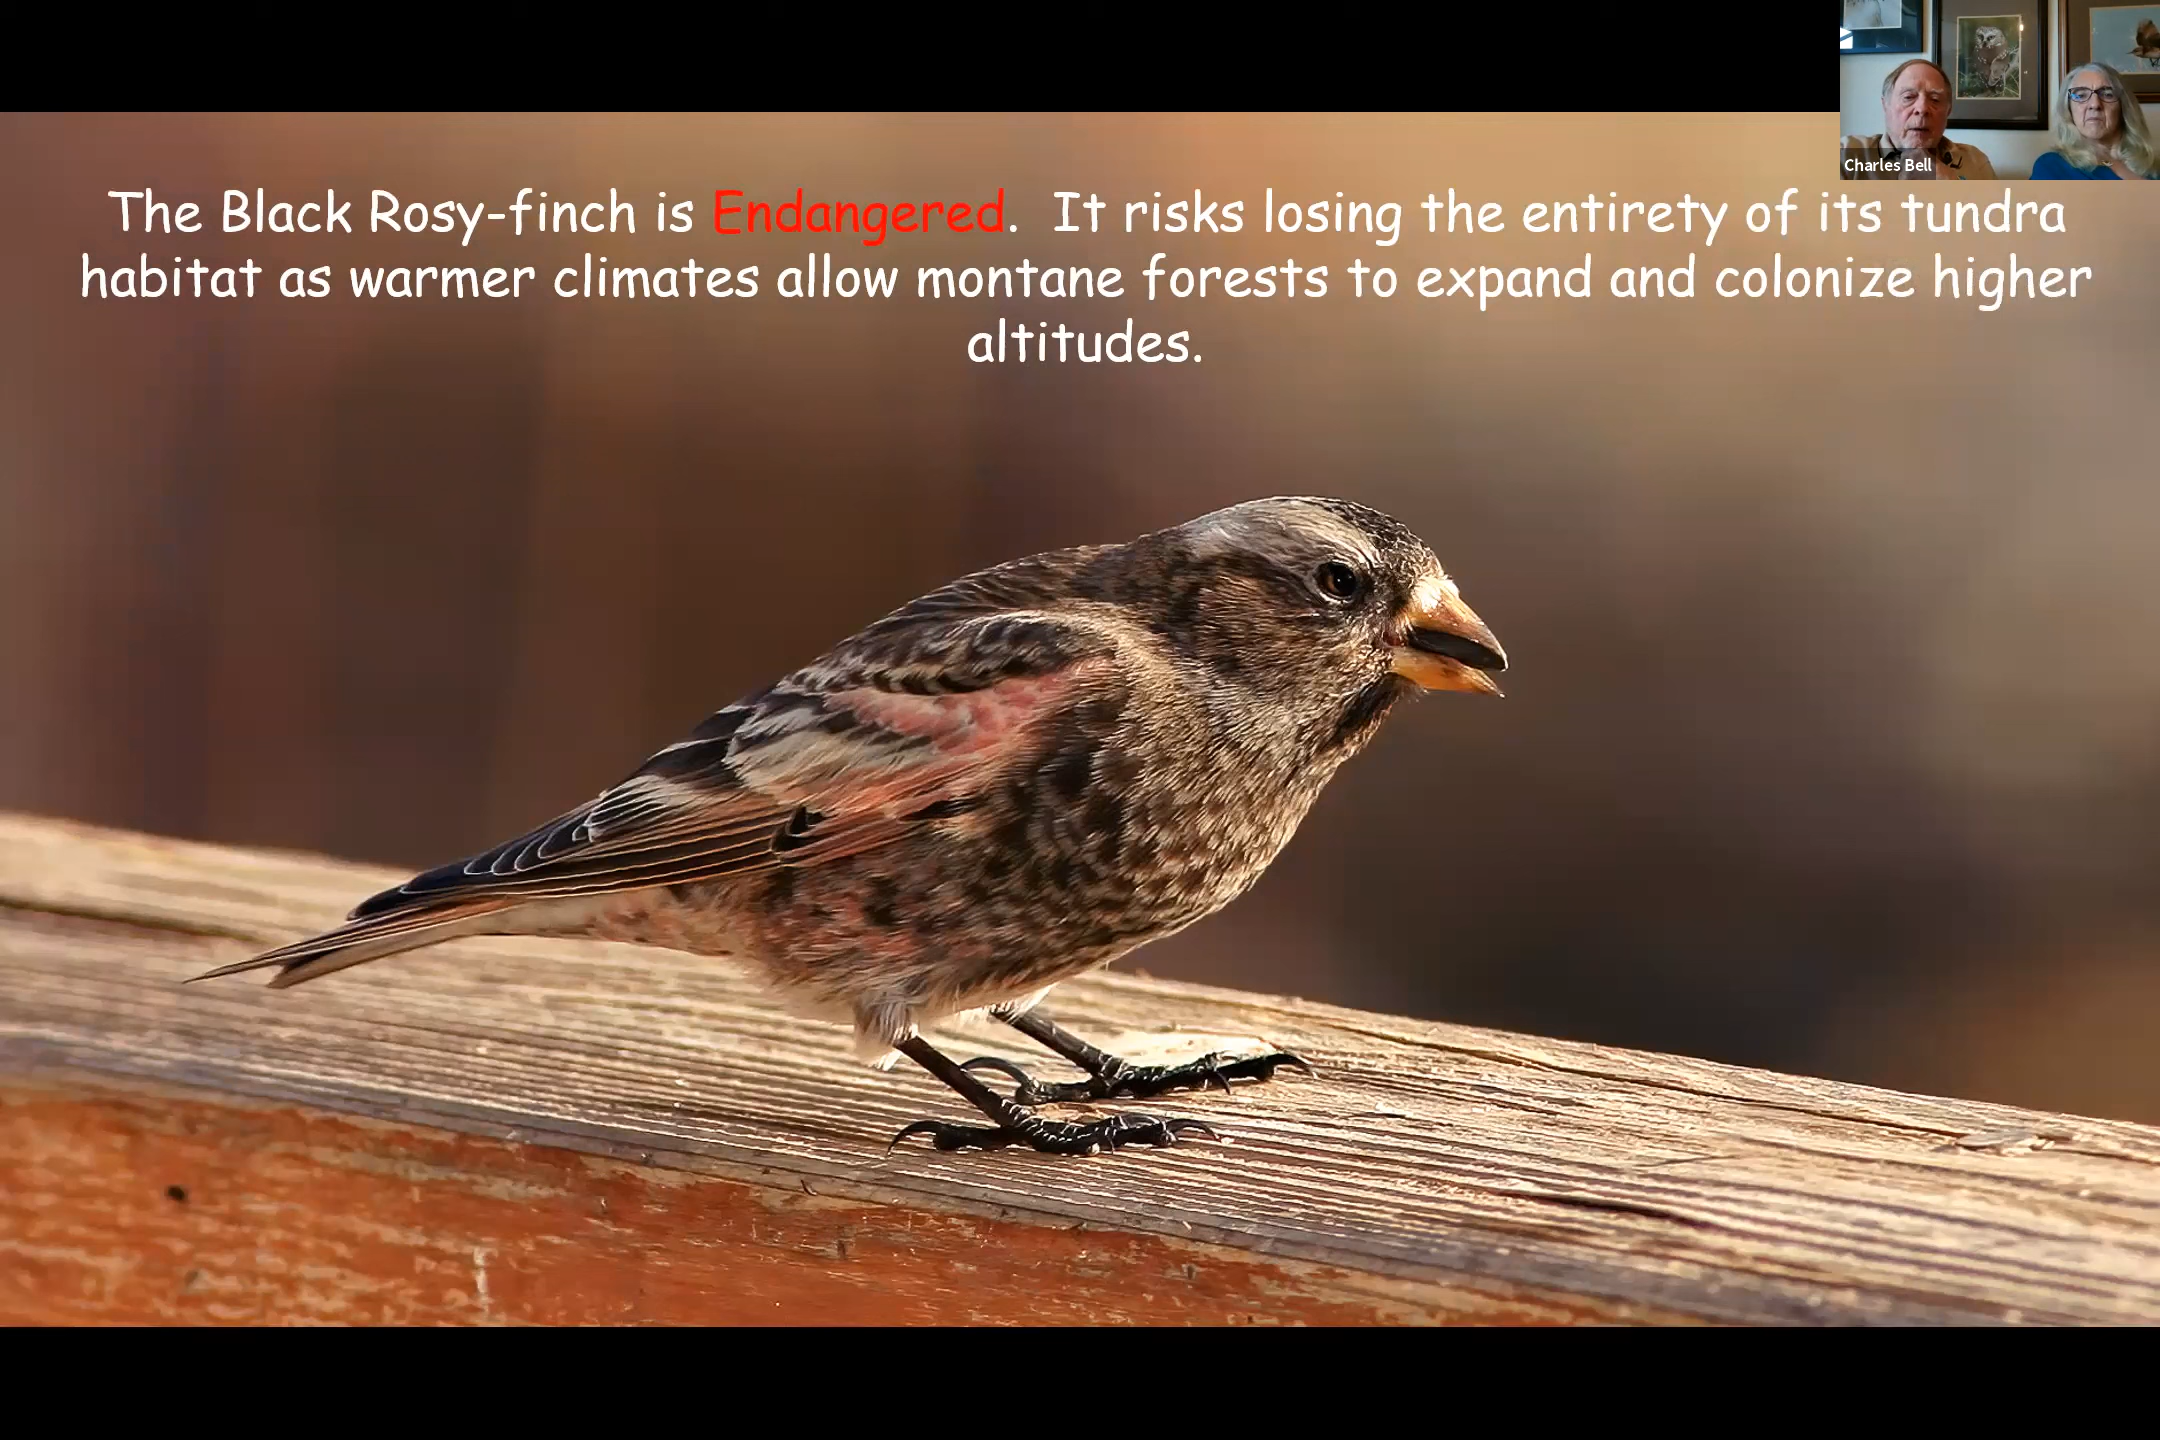 Charles Bell
The Black Rosy-finch is Endangered.  It risks losing the entirety of its tundra
habitat as warmer climates allow montane forests to expand and colonize higher
altitudes.